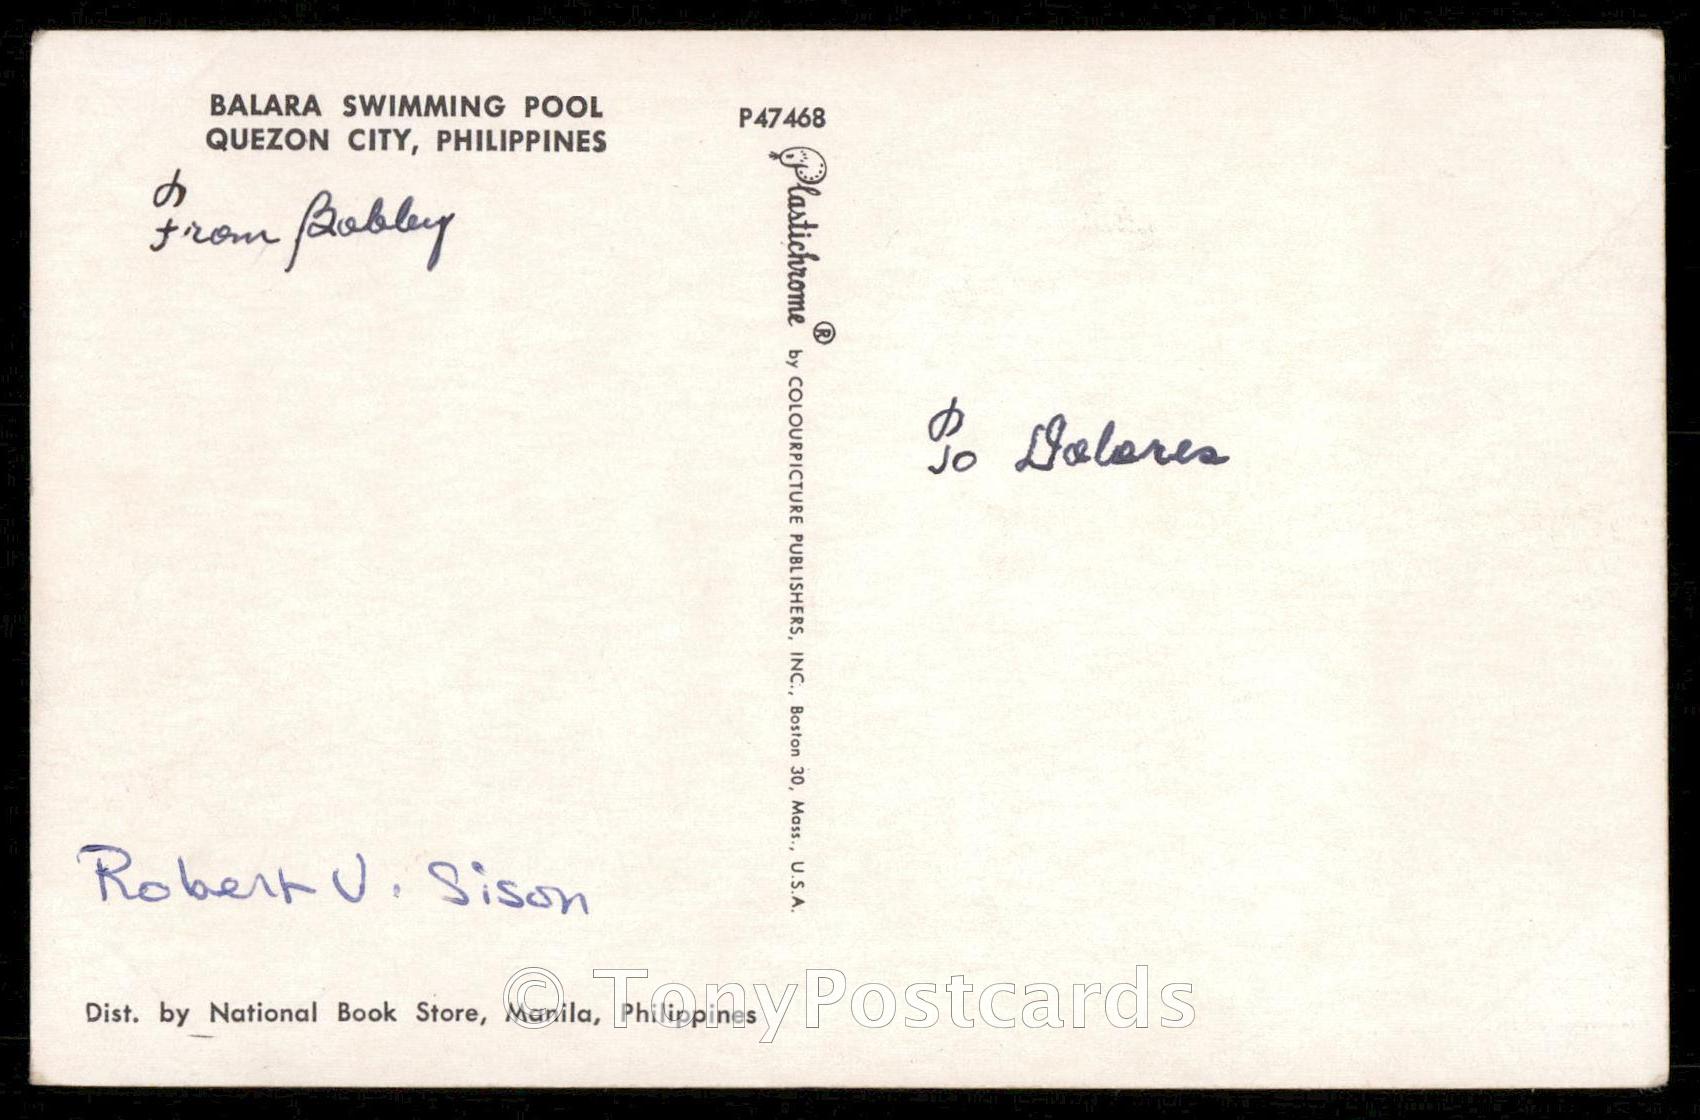 BALARA SWIMMING POOL
QUEZON CITY, PHILIPPINES
From Bobby
P47468
Plastichrome ® by COLOURPICTURE PUBLISHERS, INC., Boston 30, Mass., U.S.A.
To Dolores
Robert V. Sison
Dist. by National Book Store, Manila, Philippines
© TonyPostcards